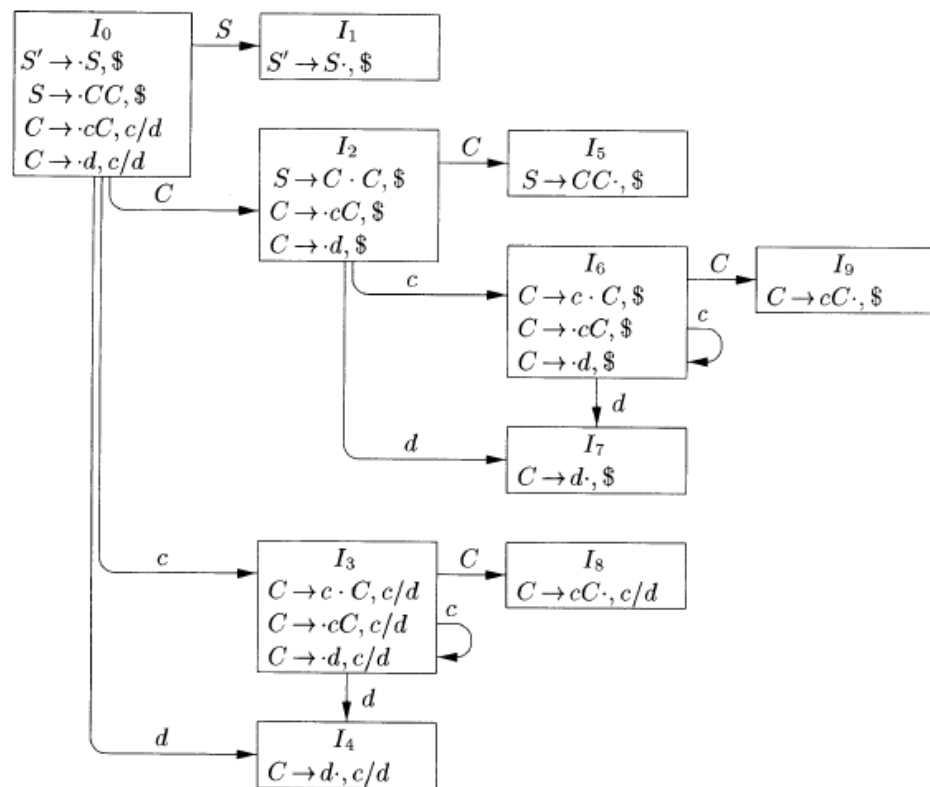 I₀
S' → ·S, $
S → ·CC, $
C → ·cC, c/d
C → ·d, c/d
S
I₁
S' → S·, $
C
I₂
S → C · C, $
C → ·cC, $
C → ·d, $
C
I₅
S → CC·, $
c
I₆
C → c · C, $
C → ·cC, $
C → ·d, $
C
I₉
C → cC·, $
c
d
d
I₇
C → d·, $
c
I₃
C → c · C, c/d
C → ·cC, c/d
C → ·d, c/d
C
I₈
C → cC·, c/d
c
d
d
I₄
C → d·, c/d